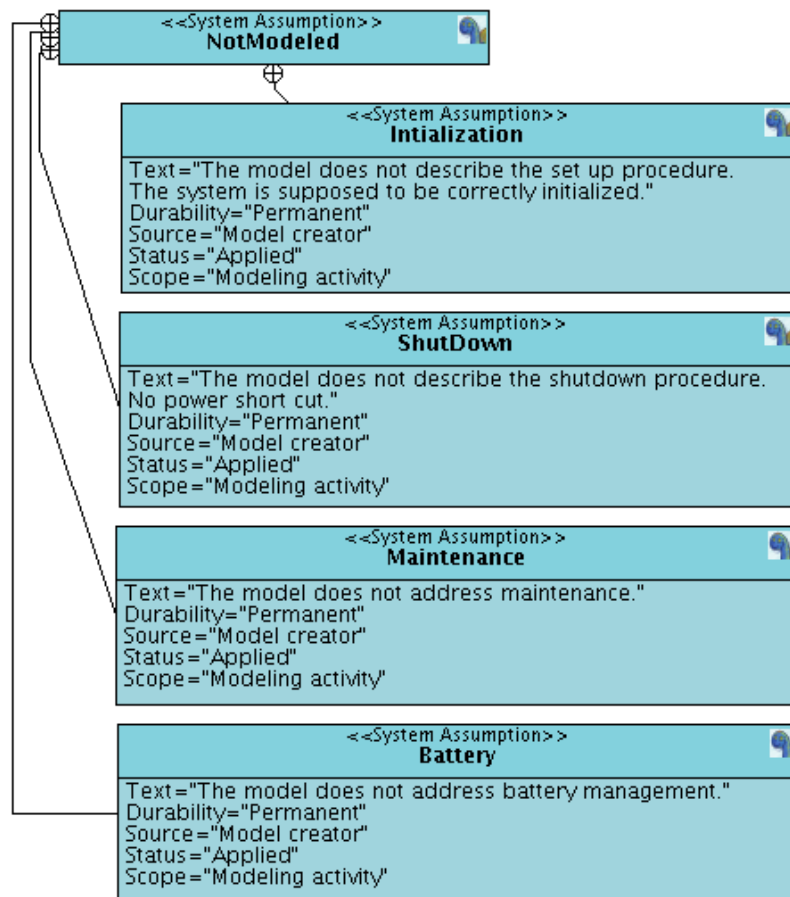 <<System Assumption>>
NotModeled
<<System Assumption>>
Intialization
Text="The model does not describe the set up procedure.
The system is supposed to be correctly initialized."
Durability="Permanent"
Source="Model creator"
Status="Applied"
Scope="Modeling activity"
<<System Assumption>>
ShutDown
Text="The model does not describe the shutdown procedure.
No power short cut."
Durability="Permanent"
Source="Model creator"
Status="Applied"
Scope="Modeling activity"
<<System Assumption>>
Maintenance
Text="The model does not address maintenance."
Durability="Permanent"
Source="Model creator"
Status="Applied"
Scope="Modeling activity"
<<System Assumption>>
Battery
Text="The model does not address battery management."
Durability="Permanent"
Source="Model creator"
Status="Applied"
Scope="Modeling activity"